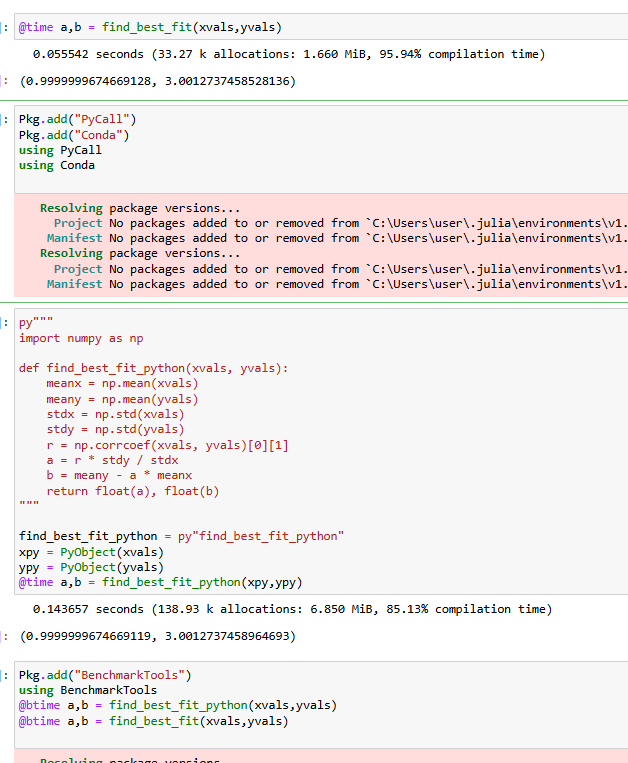 ]: @time a,b = find_best_fit(xvals,yvals)
0.055542 seconds (33.27 k allocations: 1.660 MiB, 95.94% compilation time)
]: (0.9999999674669128, 3.0012737458528136)
]: Pkg.add("PyCall")
Pkg.add("Conda")
using PyCall
using Conda
Resolving package versions...
Project No packages added to or removed from `C:\Users\user\.julia\environments\v1.
Manifest No packages added to or removed from `C:\Users\user\.julia\environments\v1.
Resolving package versions...
Project No packages added to or removed from `C:\Users\user\.julia\environments\v1.
Manifest No packages added to or removed from `C:\Users\user\.julia\environments\v1.
]: py"""
import numpy as np
def find_best_fit_python(xvals, yvals):
    meanx = np.mean(xvals)
    meany = np.mean(yvals)
    stdx = np.std(xvals)
    stdy = np.std(yvals)
    r = np.corrcoef(xvals, yvals)[0][1]
    a = r * stdy / stdx
    b = meany - a * meanx
    return float(a), float(b)
"""
find_best_fit_python = py"find_best_fit_python"
xpy = PyObject(xvals)
ypy = PyObject(yvals)
@time a,b = find_best_fit_python(xpy,ypy)
0.143657 seconds (138.93 k allocations: 6.850 MiB, 85.13% compilation time)
]: (0.9999999674669119, 3.0012737458964693)
]: Pkg.add("BenchmarkTools")
using BenchmarkTools
@btime a,b = find_best_fit_python(xvals,yvals)
@btime a,b = find_best_fit(xvals,yvals)
Resolving package versions